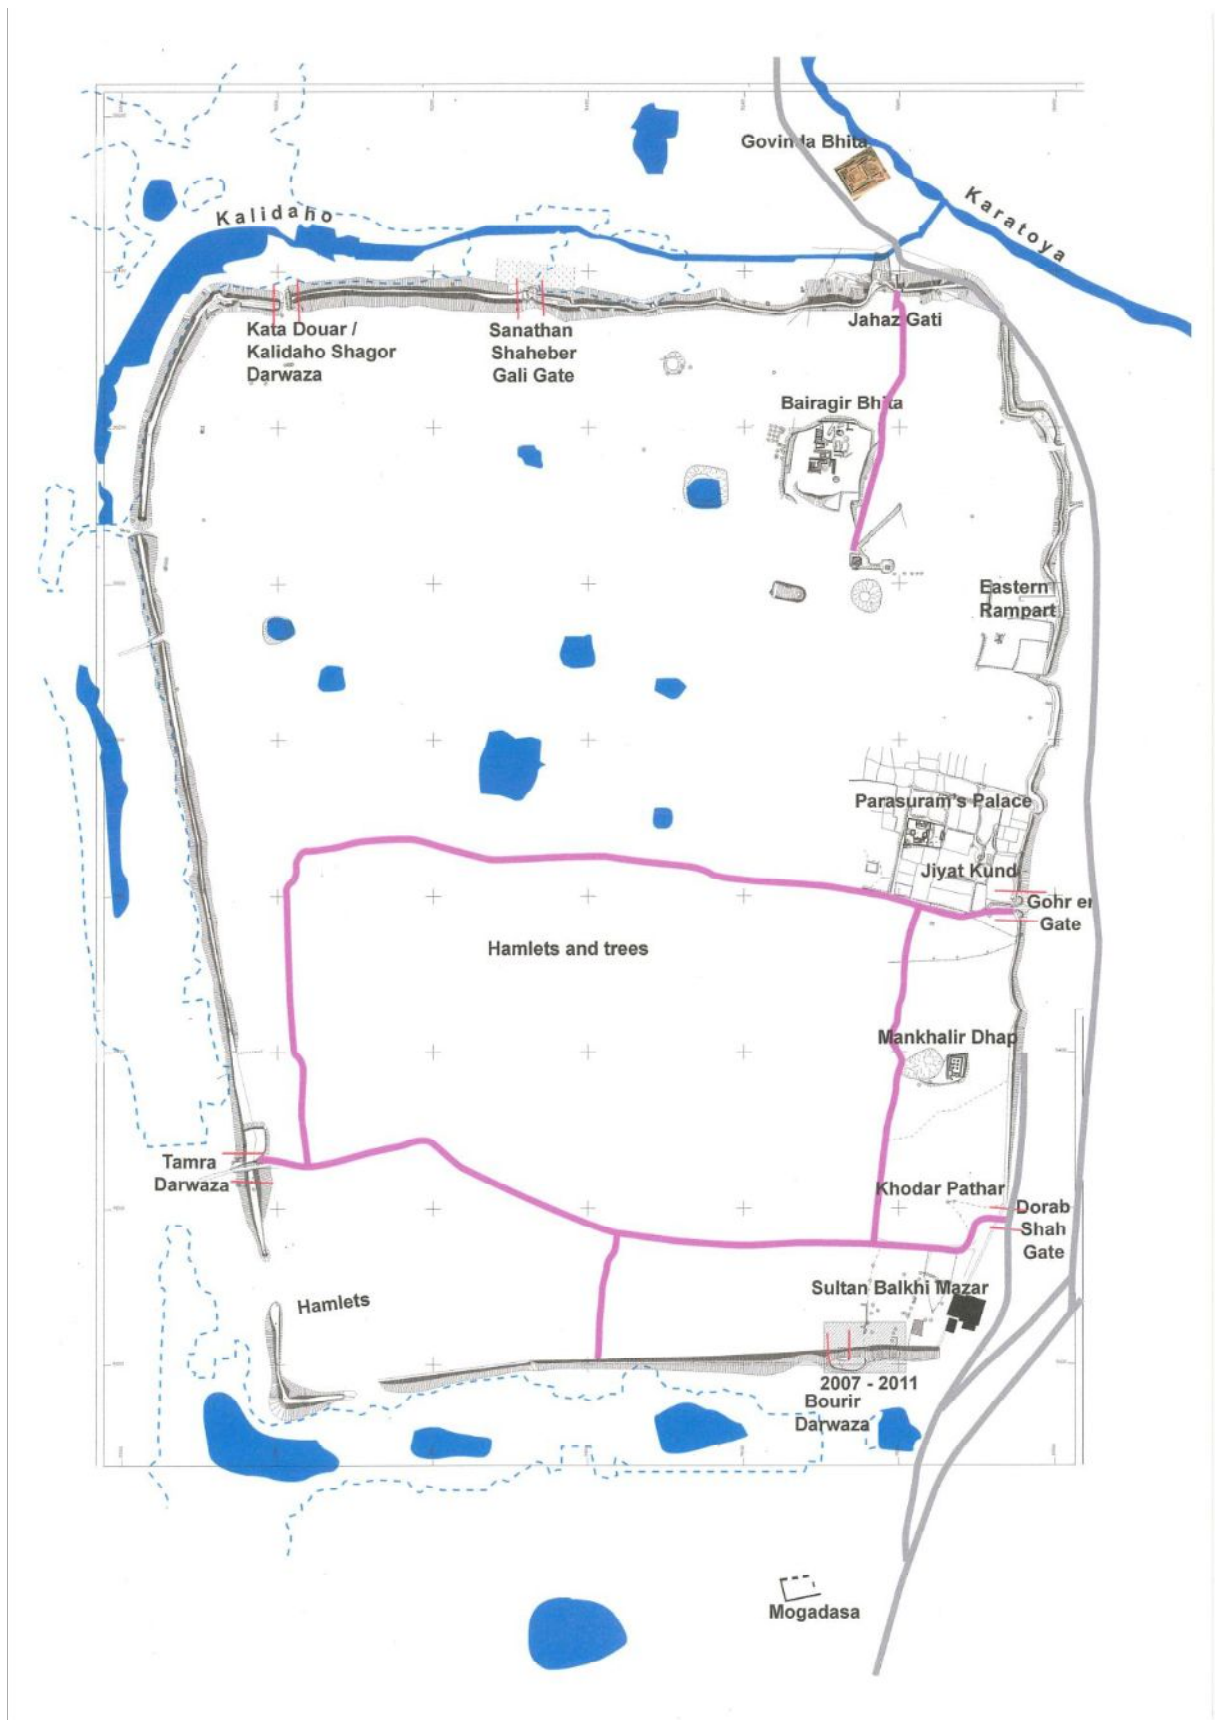 Govinda Bhita
Karatoya
Kalidaho
Jahaz Gati
Kata Douar /
Kalidaho Shagor
Darwaza
Sanathan
Shaheber
Gali Gate
Bairagir Bhita
Eastern
Rampart
Parasuram's Palace
Jiyat Kund
Gohr er
Gate
Hamlets and trees
Mankhalir Dhap
Tamra
Darwaza
Khodar Pathar
Dorab
Shah
Gate
Sultan Balkhi Mazar
Hamlets
2007 - 2011
Bourir
Darwaza
Mogadasa